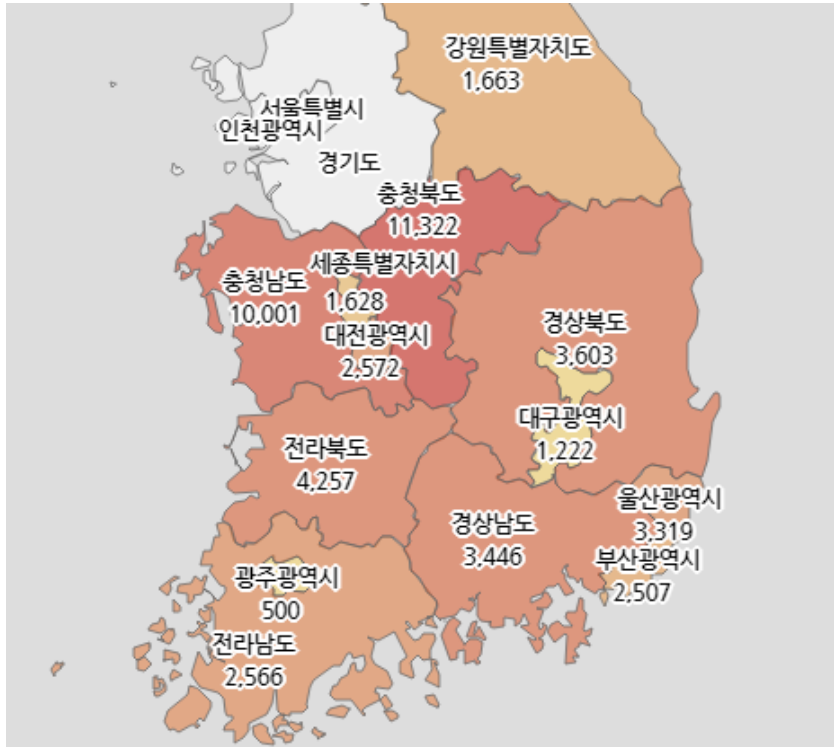 강원특별자치도
1,663
서울특별시
인천광역시
경기도
충청북도
11,322
세종특별자치시
1,628
충청남도
10,001
대전광역시
2,572
경상북도
3,603
대구광역시
1,222
전라북도
4,257
경상남도
3,446
울산광역시
3,319
부산광역시
2,507
광주광역시
500
전라남도
2,566